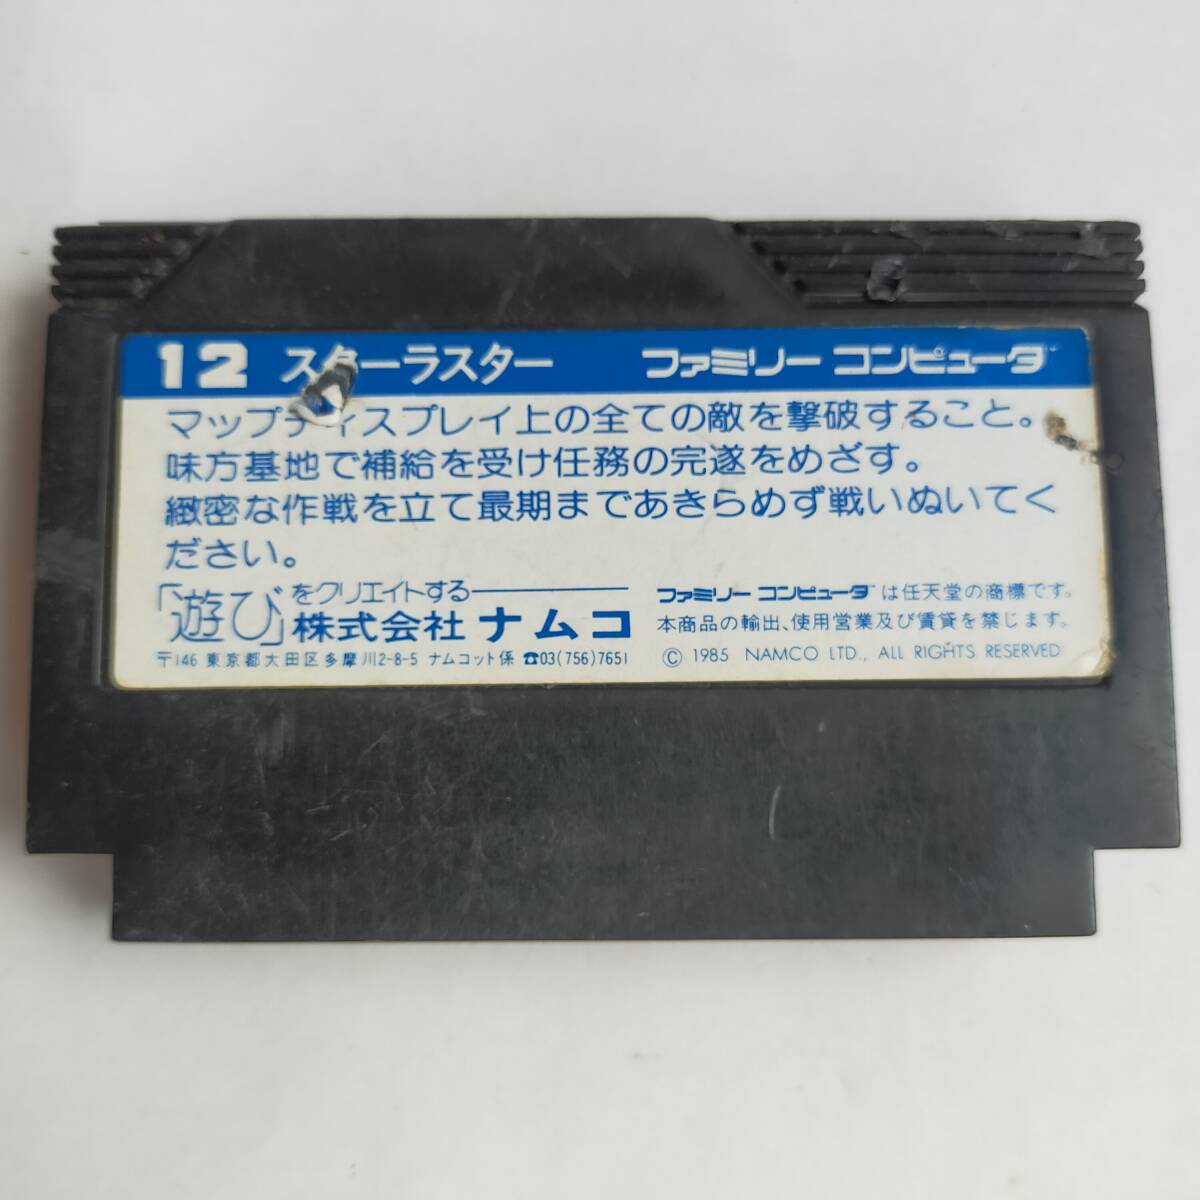 12 スターラスター ファミリー コンピュータ
マップディスプレイ上の全ての敵を撃破すること。
味方基地で補給を受け任務の完遂をめざす。
緻密な作戦を立て最期まであきらめず戦いぬいてく
ださい。
「遊び」をクリエイトする
株式会社 ナムコ
〒146 東京都大田区多摩川2-8-5 ナムコット係 ☎03(756)7651
ファミリー コンピュータ は任天堂の商標です。
本商品の輸出、使用営業及び賃貸を禁じます。
© 1985 NAMCO LTD., ALL RIGHTS RESERVED